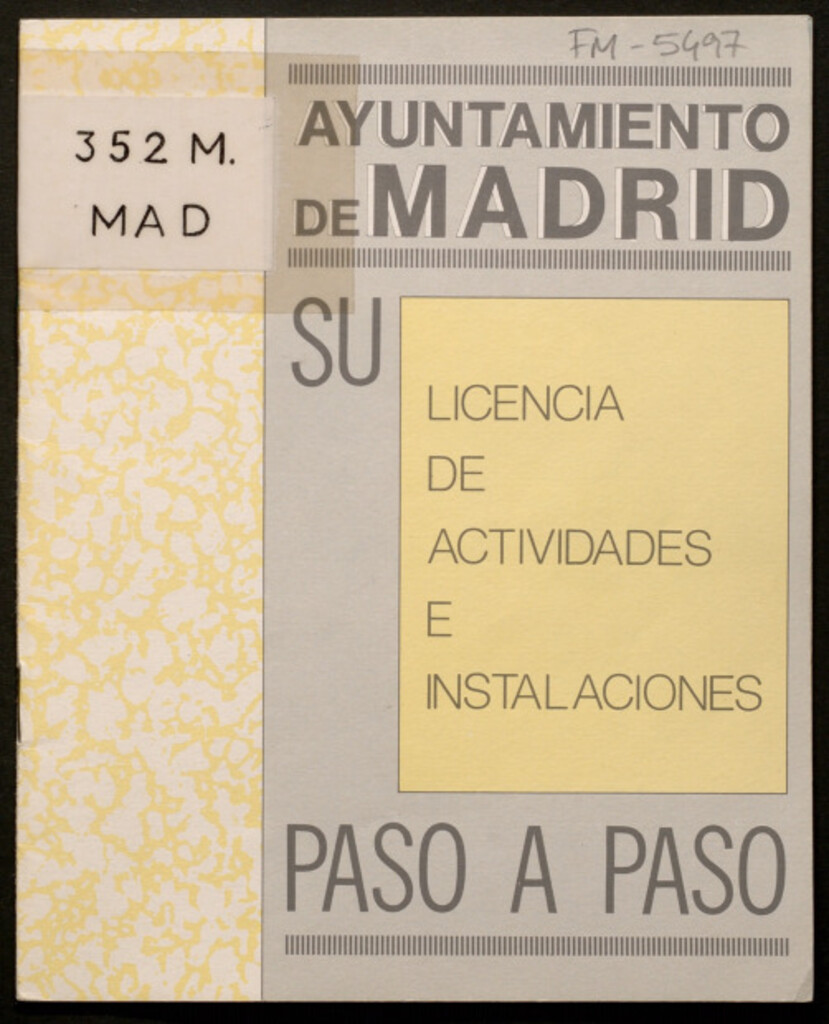 FM - 5497
352 M.
MAD
AYUNTAMIENTO
DE MADRID
SU
LICENCIA
DE
ACTIVIDADES
E
INSTALACIONES
PASO A PASO